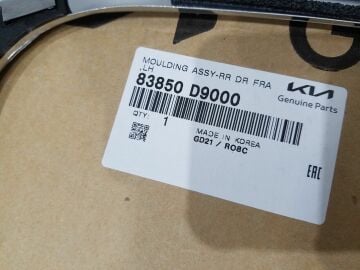 MOULDING ASSY-RR DR FRA
,LH
83850 D9000
KIA
Genuine Parts
QTY: 1
MADE IN KOREA
GD21 / RO8C
EAC